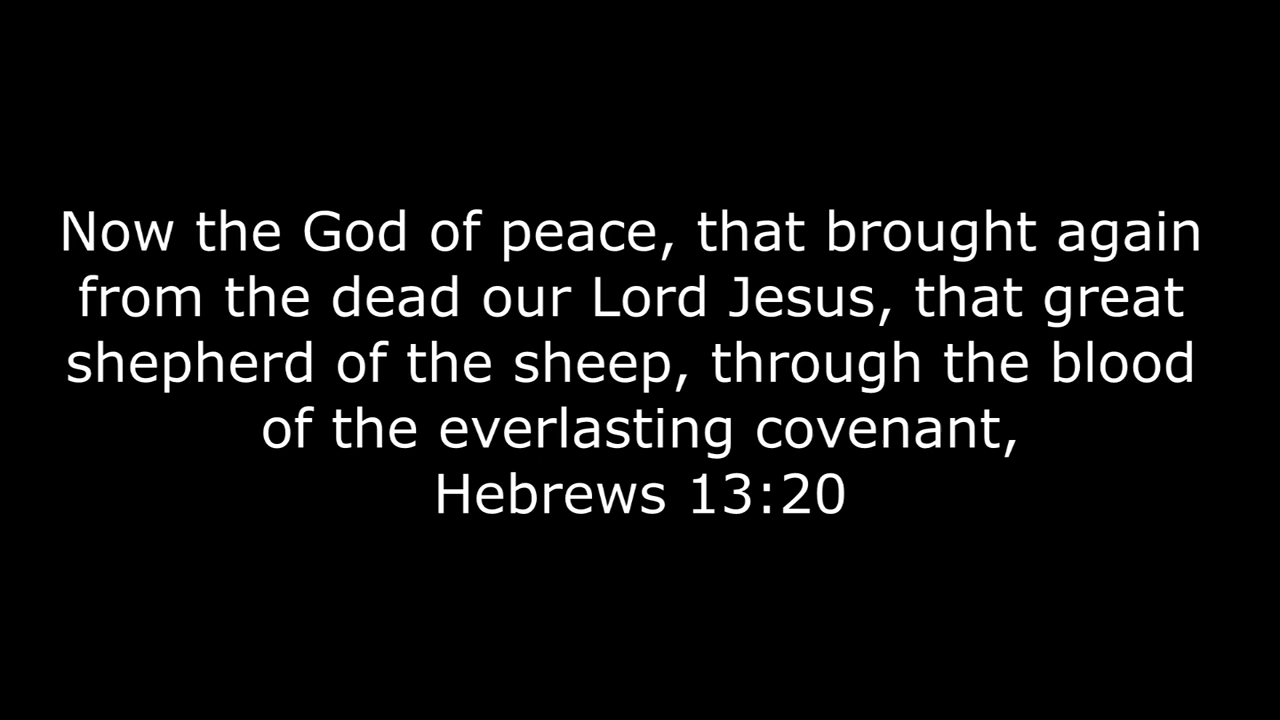 Now the God of peace, that brought again
from the dead our Lord Jesus, that great
shepherd of the sheep, through the blood
of the everlasting covenant,
Hebrews 13:20